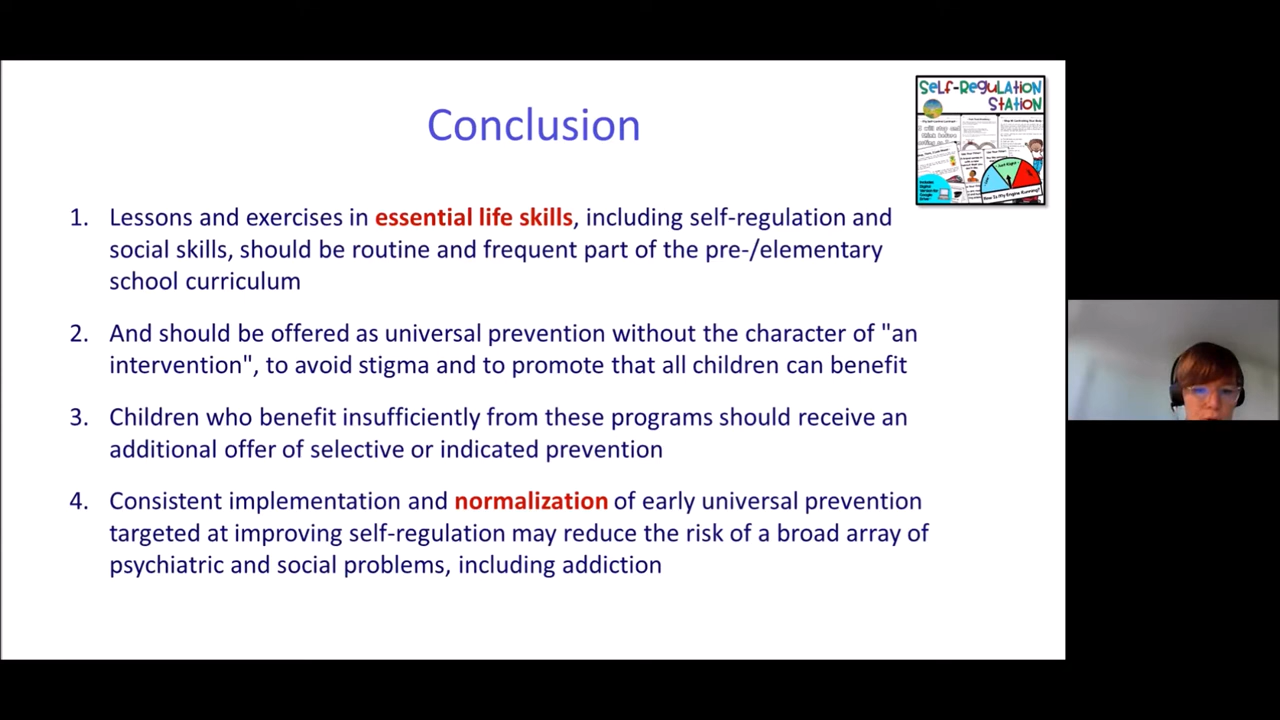 SELF-REGULATION
STATION
Conclusion
How Is My Engine Running?
1. Lessons and exercises in essential life skills, including self-regulation and
social skills, should be routine and frequent part of the pre-/elementary
school curriculum
2. And should be offered as universal prevention without the character of "an
intervention", to avoid stigma and to promote that all children can benefit
3. Children who benefit insufficiently from these programs should receive an
additional offer of selective or indicated prevention
4. Consistent implementation and normalization of early universal prevention
targeted at improving self-regulation may reduce the risk of a broad array of
psychiatric and social problems, including addiction